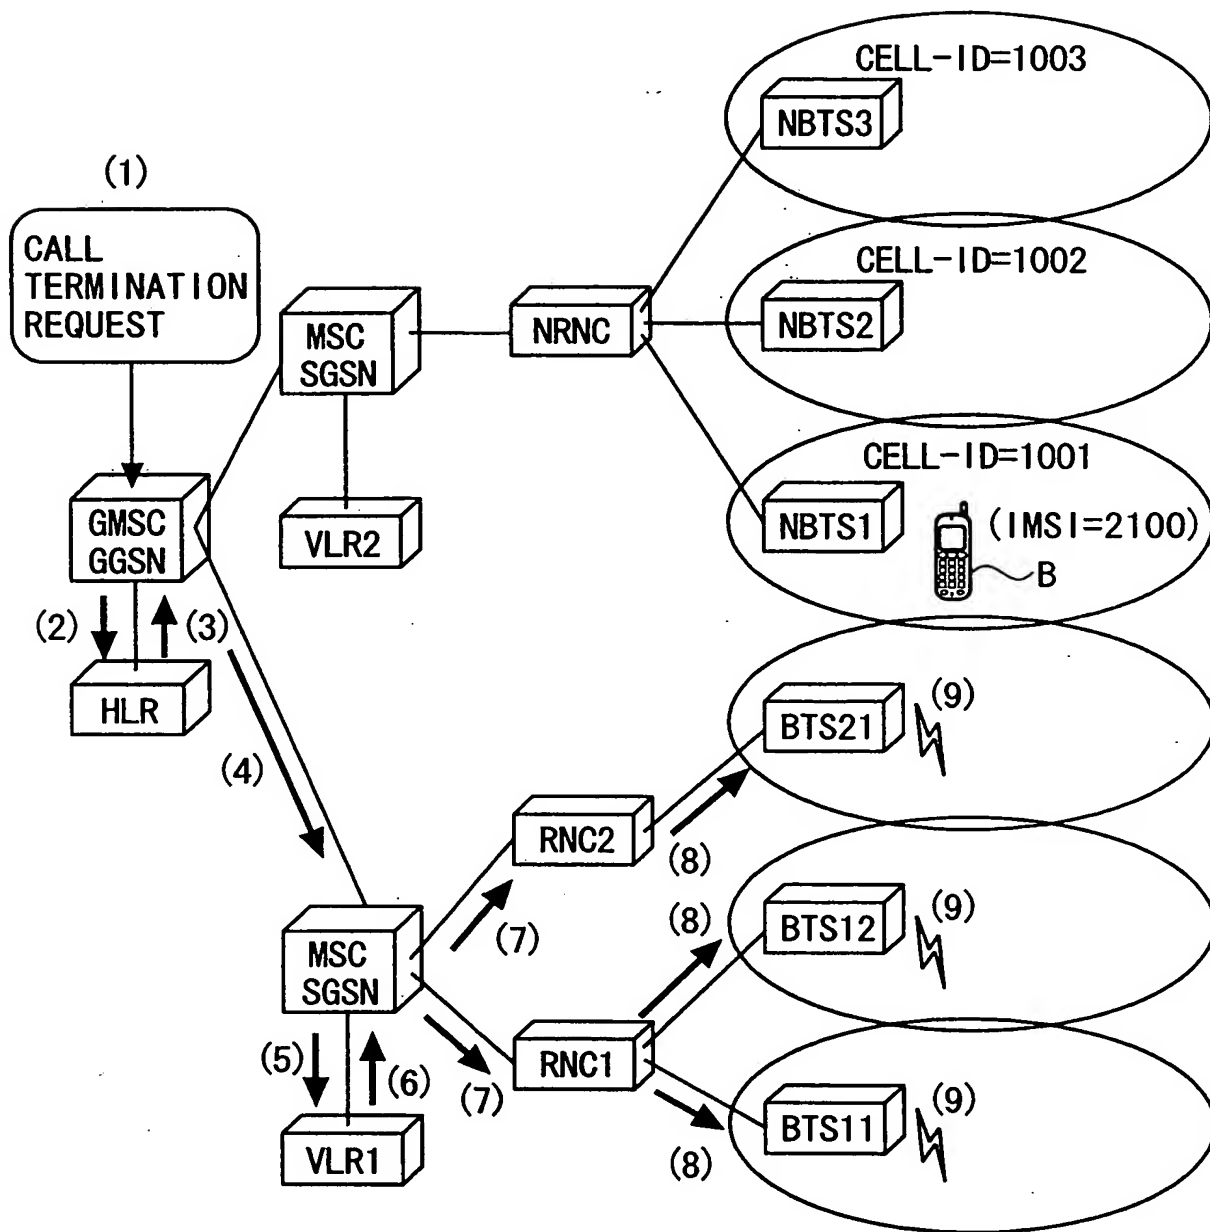 CELL-ID=1003
NBTS3
(1)
CALL
TERMINATION
REQUEST
CELL-ID=1002
NBTS2
MSC
SGSN
NRNC
CELL-ID=1001
NBTS1
(IMSI=2100)
B
GMSC
GGSN
VLR2
(2)
(3)
HLR
(4)
BTS21
(9)
RNC2
(8)
(7)
BTS12
(9)
(8)
MSC
SGSN
RNC1
(5)
(6)
(7)
BTS11
(9)
(8)
VLR1